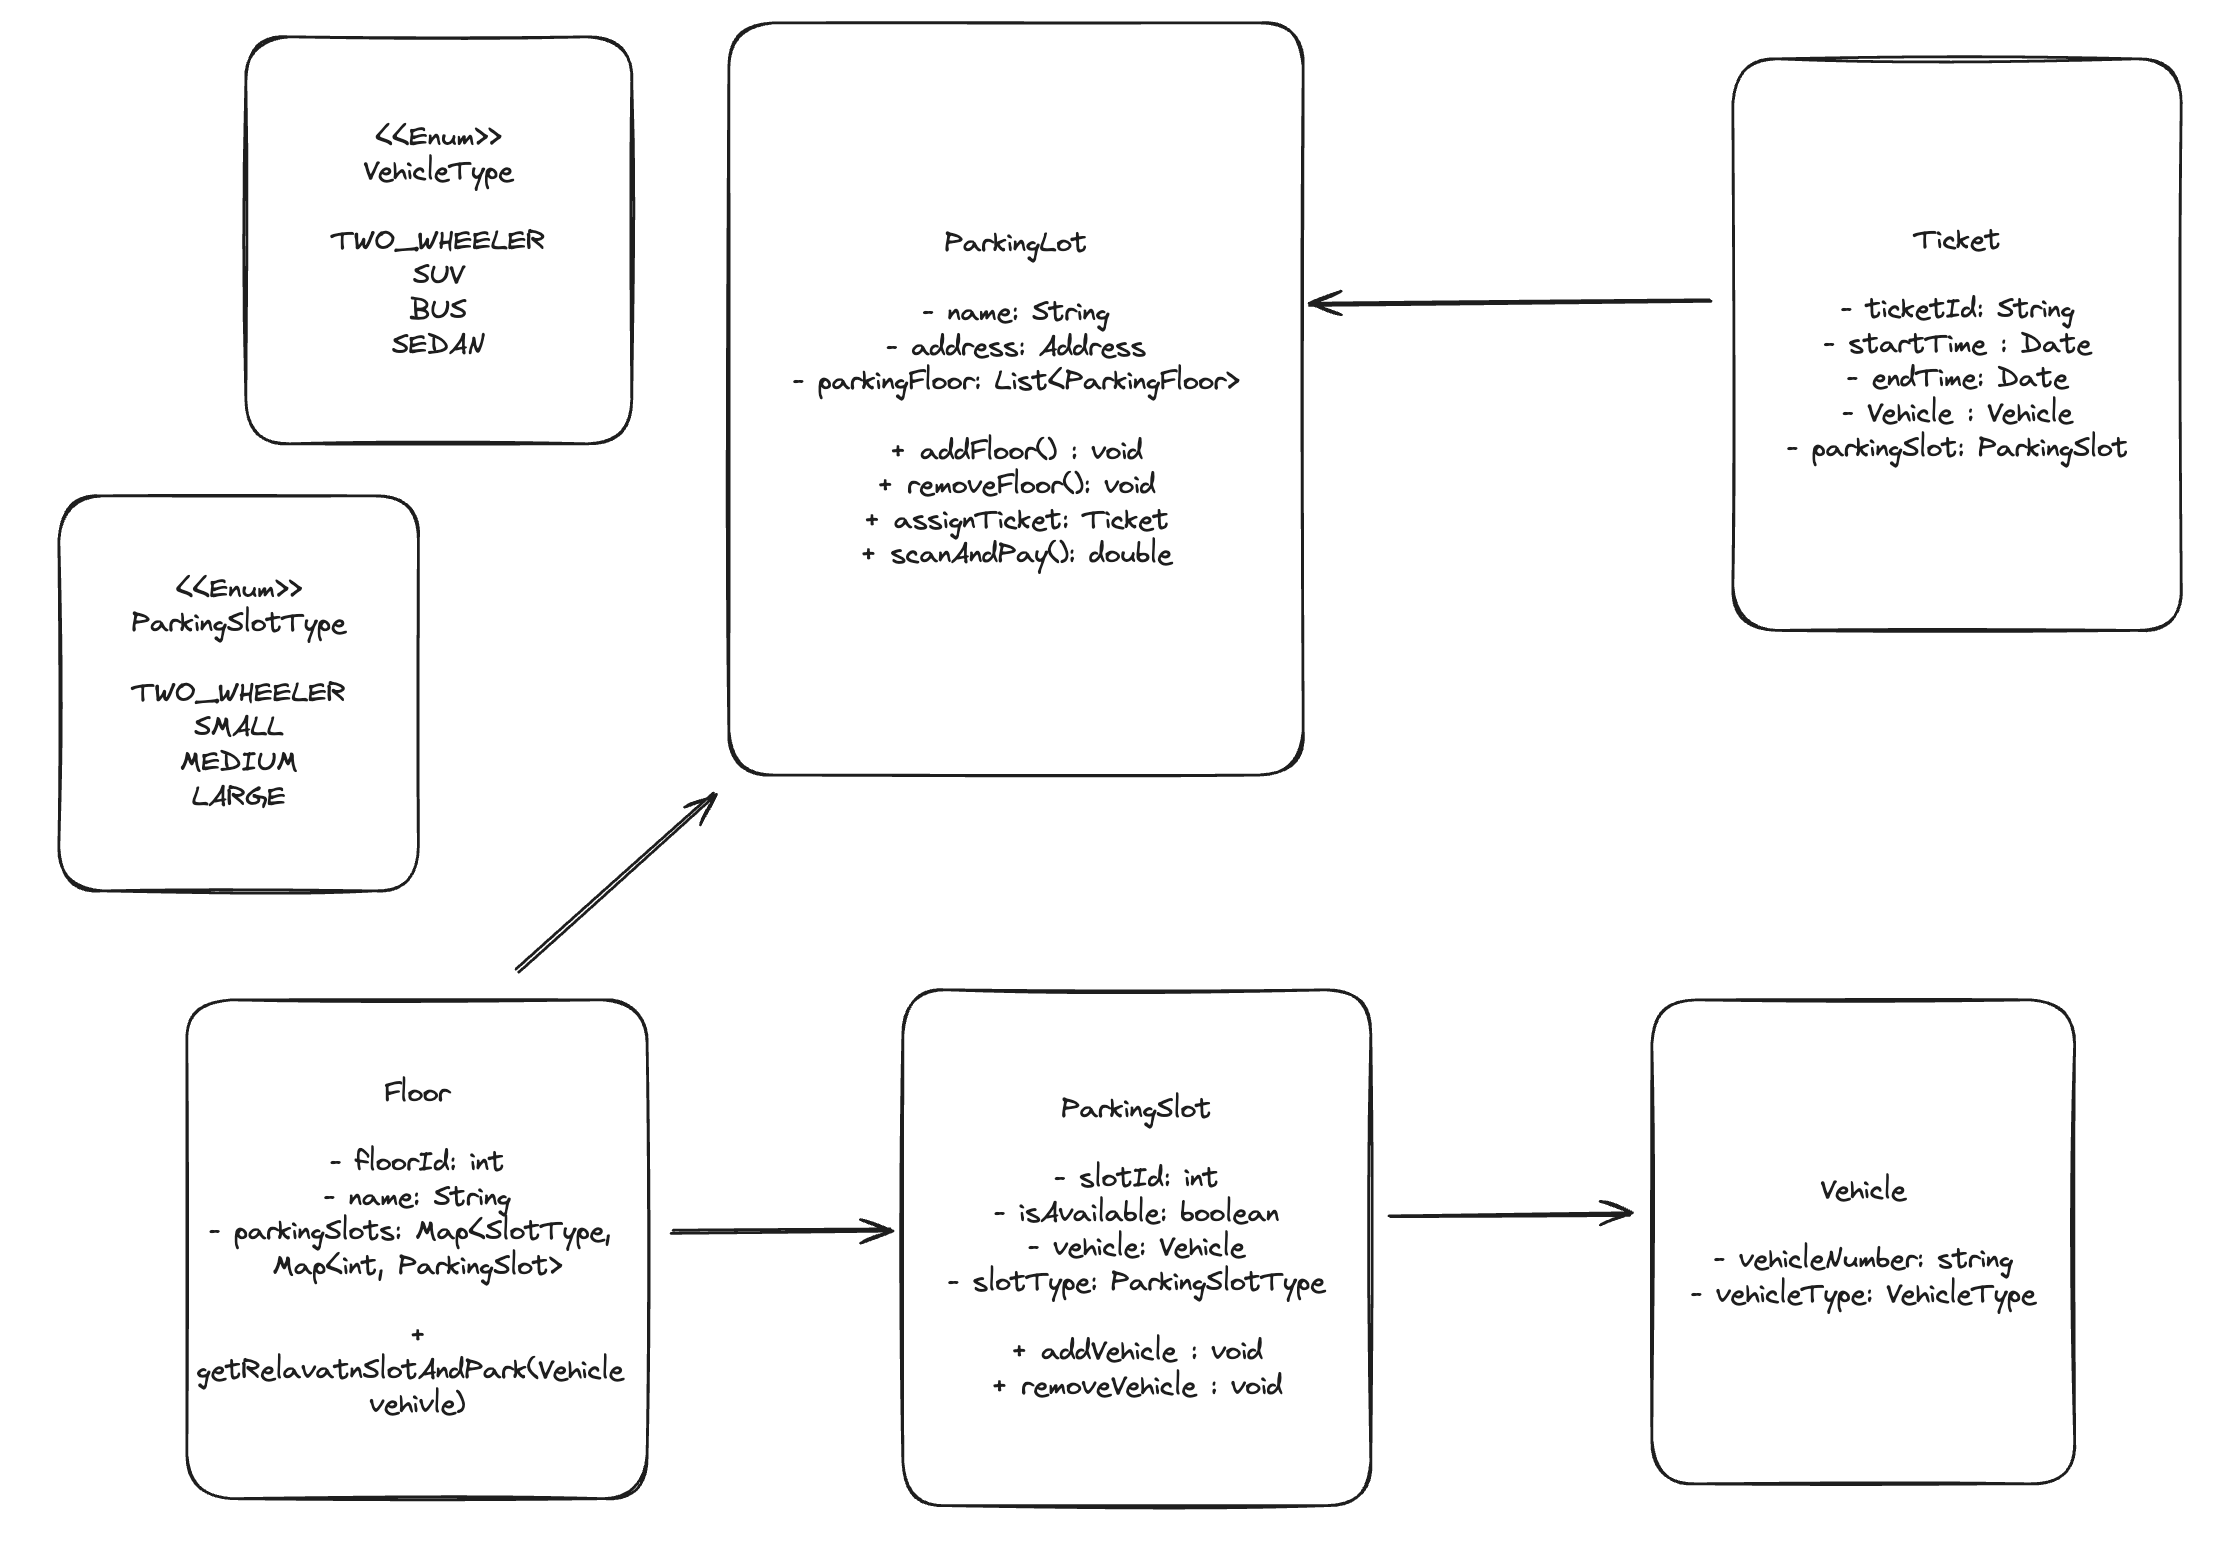 <<Enum>>
VehicleType
TWO_WHEELER
SUV
BUS
SEDAN
ParkingLot
- name: String
- address: Address
- parkingFloor: List<ParkingFloor>
+ addFloor() : void
+ removeFloor(): void
+ assignTicket: Ticket
+ scanAndPay(): double
Ticket
- ticketId: String
- startTime : Date
- endTime: Date
- Vehicle : Vehicle
- parkingSlot: ParkingSlot
<<Enum>>
ParkingSlotType
TWO_WHEELER
SMALL
MEDIUM
LARGE
Floor
- floorId: int
- name: String
- parkingSlots: Map<SlotType,
Map<int, ParkingSlot>
+
getRelavatnSlotAndPark(Vehicle
vehivle)
ParkingSlot
- slotId: int
- isAvailable: boolean
- vehicle: Vehicle
- slotType: ParkingSlotType
+ addVehicle : void
+ removeVehicle : void
Vehicle
- vehicleNumber: string
- vehicleType: VehicleType